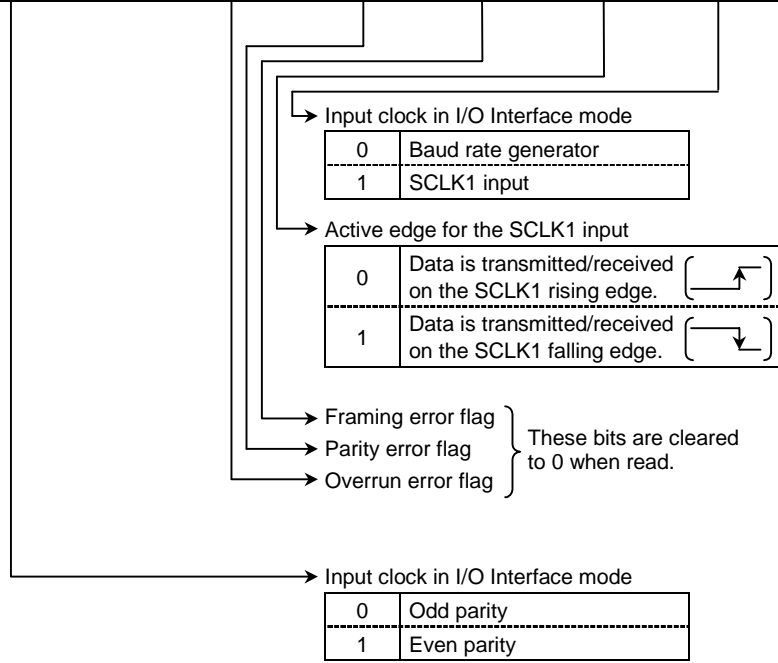 Input clock in I/O Interface mode
0 Baud rate generator
1 SCLK1 input
Active edge for the SCLK1 input
0 Data is transmitted/received
on the SCLK1 rising edge.
1 Data is transmitted/received
on the SCLK1 falling edge.
Framing error flag
Parity error flag
Overrun error flag
These bits are cleared
to 0 when read.
Input clock in I/O Interface mode
0 Odd parity
1 Even parity